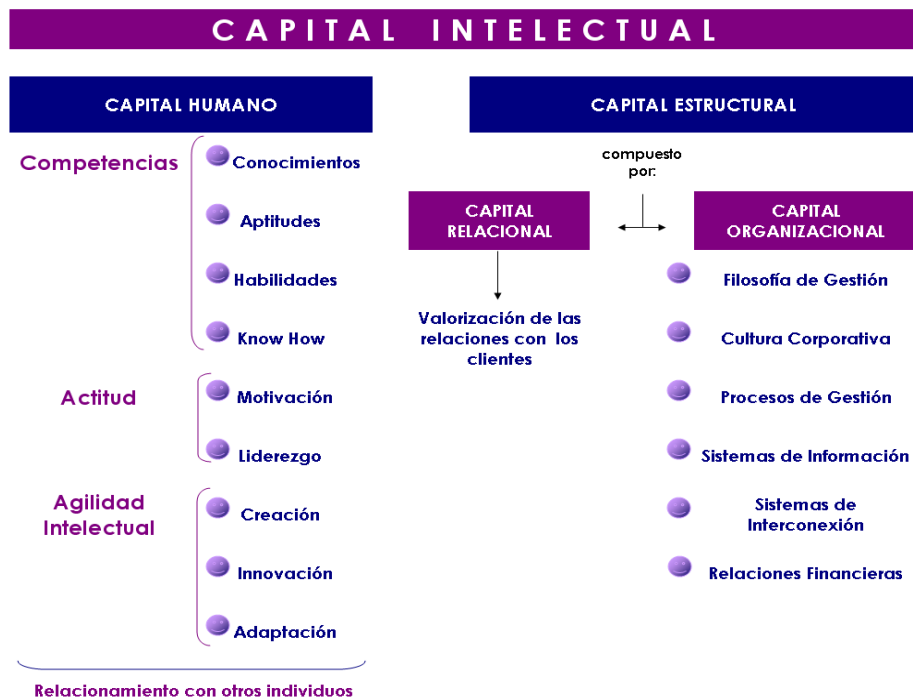 CAPITAL INTELECTUAL
CAPITAL HUMANO
Competencias
Conocimientos
Aptitudes
Habilidades
Know How
Actitud
Motivación
Liderezgo
Agilidad
Intelectual
Creación
Innovación
Adaptación
Relacionamiento con otros individuos
CAPITAL ESTRUCTURAL
compuesto
por:
CAPITAL
RELACIONAL
Valorización de las
relaciones con los
clientes
CAPITAL
ORGANIZACIONAL
Filosofía de Gestión
Cultura Corporativa
Procesos de Gestión
Sistemas de Información
Sistemas de
Interconexión
Relaciones Financieras